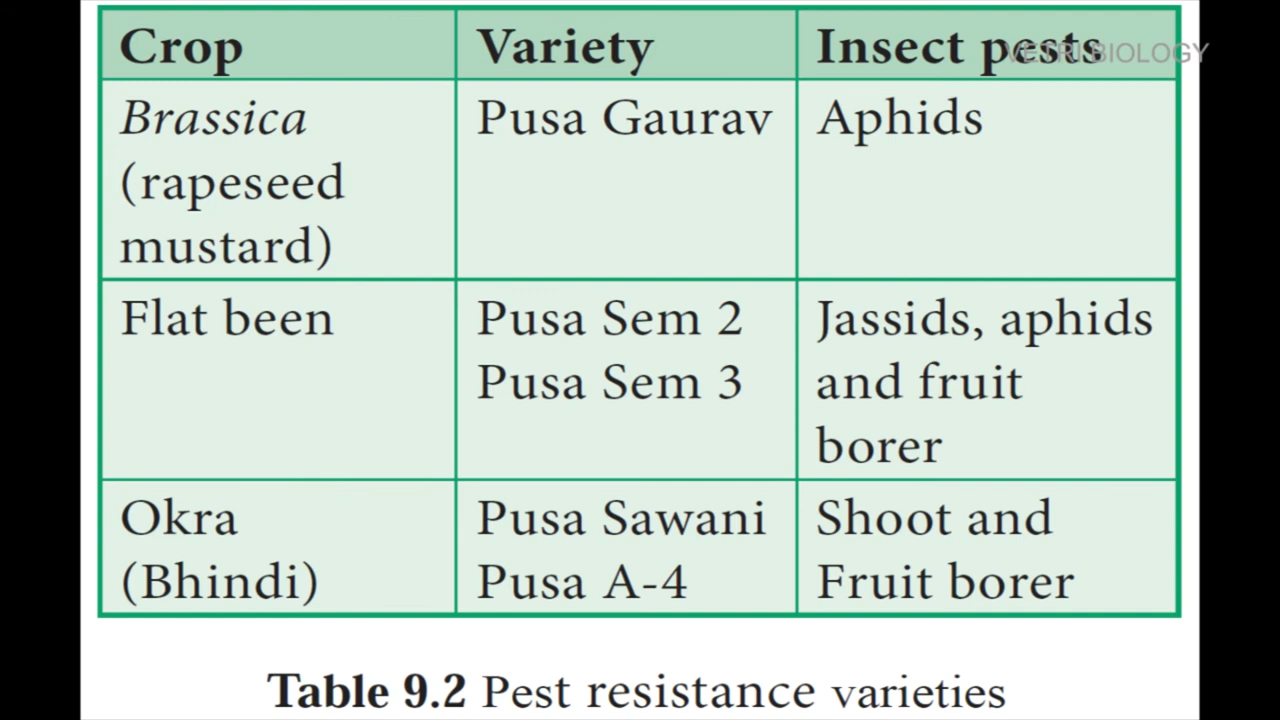 Crop Variety Insect pests
VETRI BIOLOGY
Brassica Pusa Gaurav Aphids
(rapeseed
mustard)
Flat been Pusa Sem 2 Jassids, aphids
Pusa Sem 3 and fruit
borer
Okra Pusa Sawani Shoot and
(Bhindi) Pusa A-4 Fruit borer
Table 9.2 Pest resistance varieties